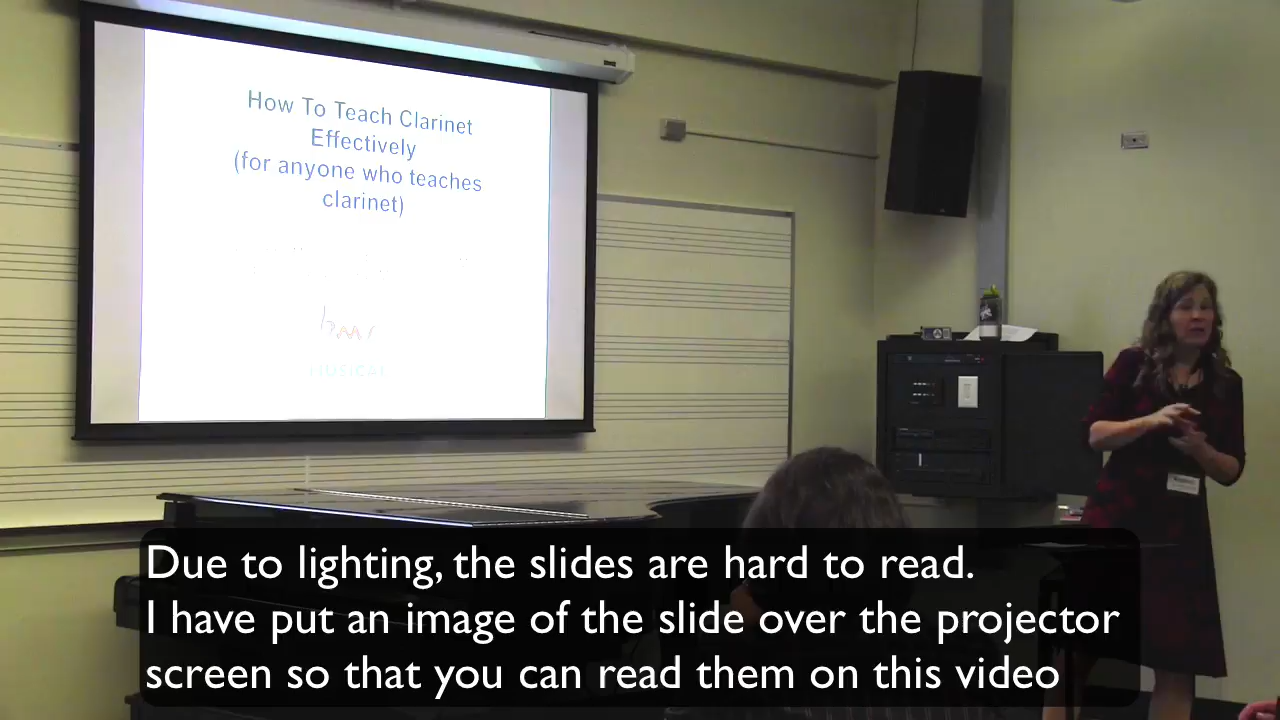 How To Teach Clarinet
Effectively
(for anyone who teaches
clarinet)
MUSICAL
Due to lighting, the slides are hard to read.
I have put an image of the slide over the projector
screen so that you can read them on this video